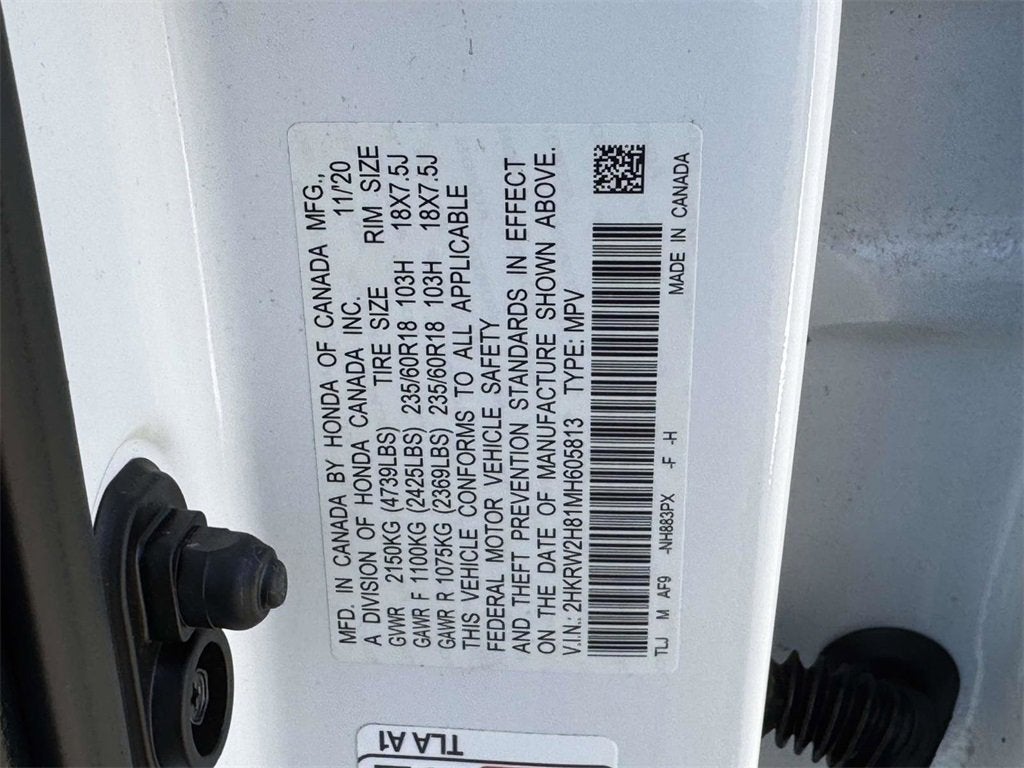 MFD. IN CANADA BY HONDA OF CANADA MFG.,
A DIVISION OF HONDA CANADA INC. 11/'20
GVWR 2150KG (4739LBS) TIRE SIZE RIM SIZE
GAWR F 1100KG (2425LBS) 235/60R18 103H 18X7.5J
GAWR R 1075KG (2369LBS) 235/60R18 103H 18X7.5J
THIS VEHICLE CONFORMS TO ALL APPLICABLE
FEDERAL MOTOR VEHICLE SAFETY
AND THEFT PREVENTION STANDARDS IN EFFECT
ON THE DATE OF MANUFACTURE SHOWN ABOVE.
V.I.N.: 2HKRW2H81MH605813 TYPE: MPV
TLJ M AF9 -NH883PX -F -H
MADE IN CANADA
TLA A1